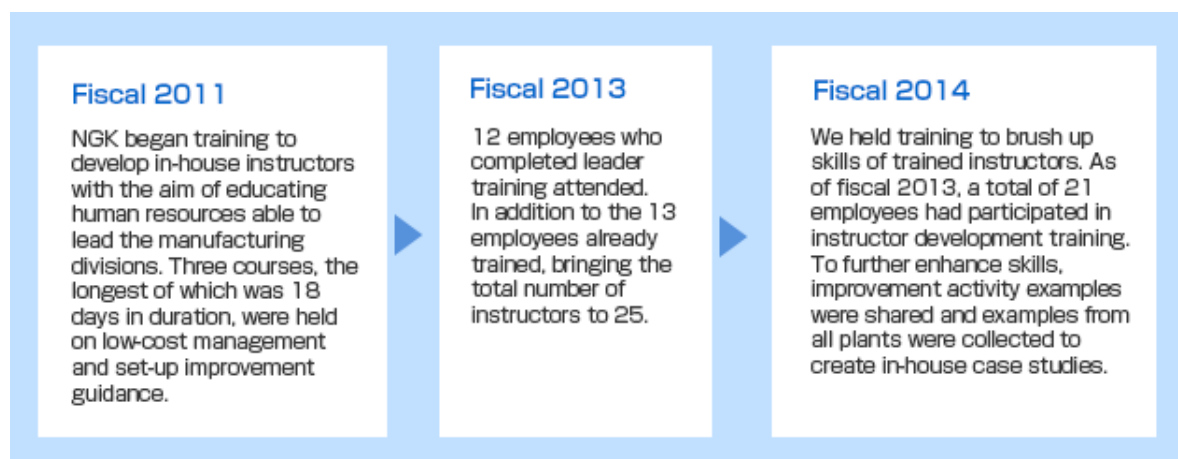 Fiscal 2011
NGK began training to
develop in-house instructors
with the aim of educating
human resources able to
lead the manufacturing
divisions. Three courses, the
longest of which was 18
days in duration, were held
on low-cost management
and set-up improvement
guidance.
Fiscal 2013
12 employees who
completed leader
training attended.
In addition to the 13
employees already
trained, bringing the
total number of
instructors to 25.
Fiscal 2014
We held training to brush up
skills of trained instructors. As
of fiscal 2013, a total of 21
employees had participated in
instructor development training.
To further enhance skills,
improvement activity examples
were shared and examples from
all plants were collected to
create in-house case studies.